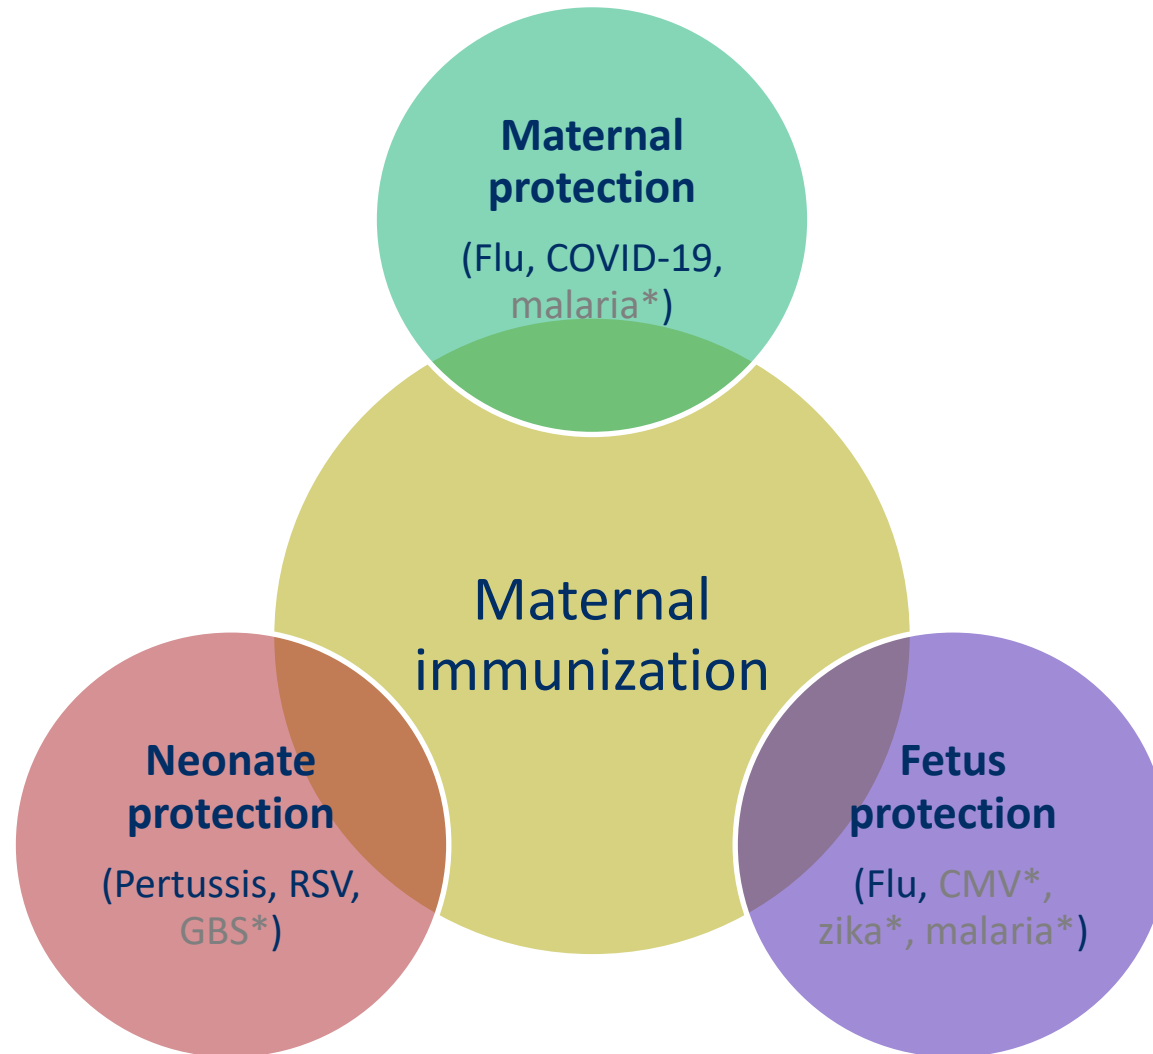 Maternal
protection
(Flu, COVID-19,
malaria*)
Maternal
immunization
Neonate
protection
(Pertussis, RSV,
GBS*)
Fetus
protection
(Flu, CMV*,
zika*, malaria*)